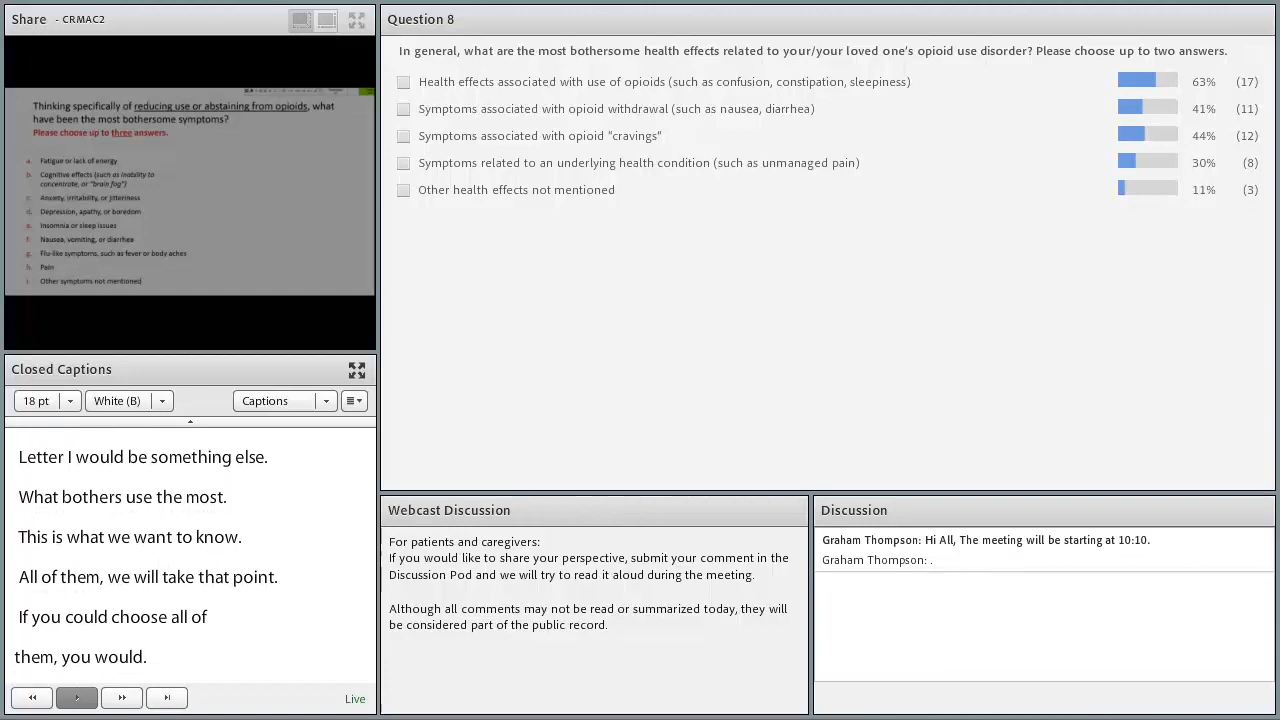 Share - CRMAC2
Thinking specifically of reducing use or abstaining from opioids, what
have been the most bothersome symptoms?
Please choose up to three answers.
a. Fatigue or lack of energy
b. Cognitive effects (such as inability to
concentrate, or "brain fog")
c. Anxiety, irritability, or jitteriness
d. Depression, apathy, or boredom
e. Insomnia or sleep issues
f. Nausea, vomiting, or diarrhea
g. Flu-like symptoms, such as fever or body aches
h. Pain
i. Other symptoms not mentioned
Closed Captions
18 pt White (B) Captions
Letter I would be something else.
What bothers use the most.
This is what we want to know.
All of them, we will take that point.
If you could choose all of
them, you would.
Live
Question 8
In general, what are the most bothersome health effects related to your/your loved one's opioid use disorder? Please choose up to two answers.
Health effects associated with use of opioids (such as confusion, constipation, sleepiness) 63% (17)
Symptoms associated with opioid withdrawal (such as nausea, diarrhea) 41% (11)
Symptoms associated with opioid "cravings" 44% (12)
Symptoms related to an underlying health condition (such as unmanaged pain) 30% (8)
Other health effects not mentioned 11% (3)
Webcast Discussion
For patients and caregivers:
If you would like to share your perspective, submit your comment in the
Discussion Pod and we will try to read it aloud during the meeting.
Although all comments may not be read or summarized today, they will
be considered part of the public record.
Discussion
Graham Thompson: Hi All, The meeting will be starting at 10:10.
Graham Thompson: .